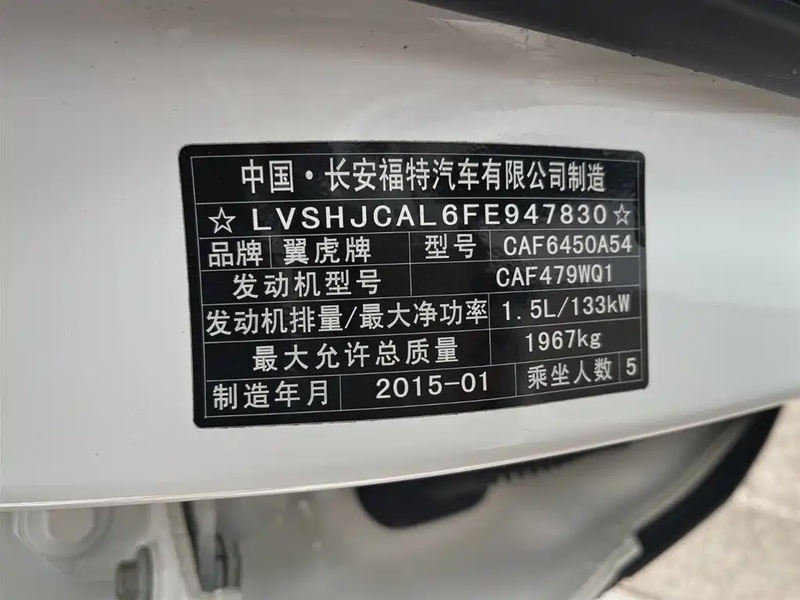 中国·长安福特汽车有限公司制造
☆LVSHJCAL6FE947830☆
品牌 翼虎牌 型号 CAF6450A54
发动机型号 CAF479WQ1
发动机排量/最大净功率 1.5L/133kW
最大允许总质量 1967kg
制造年月 2015-01 乘坐人数 5